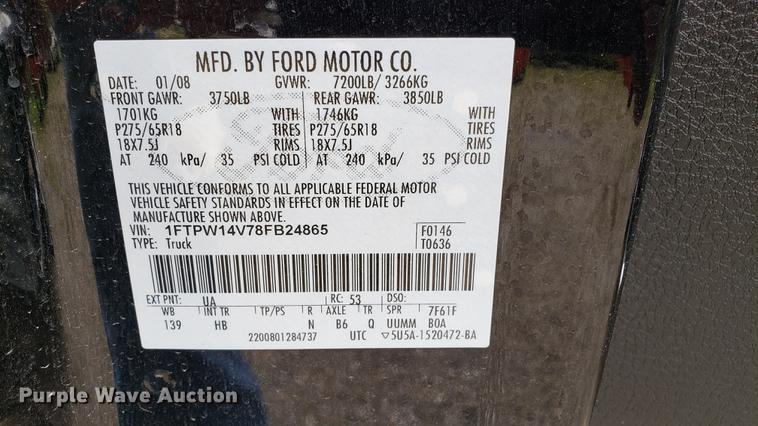 MFD. BY FORD MOTOR CO.
DATE: 01/08 GVWR: 7200LB/ 3266KG
FRONT GAWR: 3750LB REAR GAWR: 3850LB
1701KG WITH 1746KG WITH
P275/65R18 TIRES P275/65R18 TIRES
18X7.5J RIMS 18X7.5J RIMS
AT 240 kPa/ 35 PSI COLD AT 240 kPa/ 35 PSI COLD
THIS VEHICLE CONFORMS TO ALL APPLICABLE FEDERAL MOTOR
VEHICLE SAFETY STANDARDS IN EFFECT ON THE DATE OF
MANUFACTURE SHOWN ABOVE.
VIN: 1FTPW14V78FB24865 F0146
TYPE: Truck T0636
EXT PNT: UA RC: 53 DSO:
WB INT TR TP/PS R AXLE TR SPR 7F61F
139 HB N B6 Q UUMM BOA
2200801284737 UTC ▽5U5A-1520472-BA
Ford
Purple Wave Auction